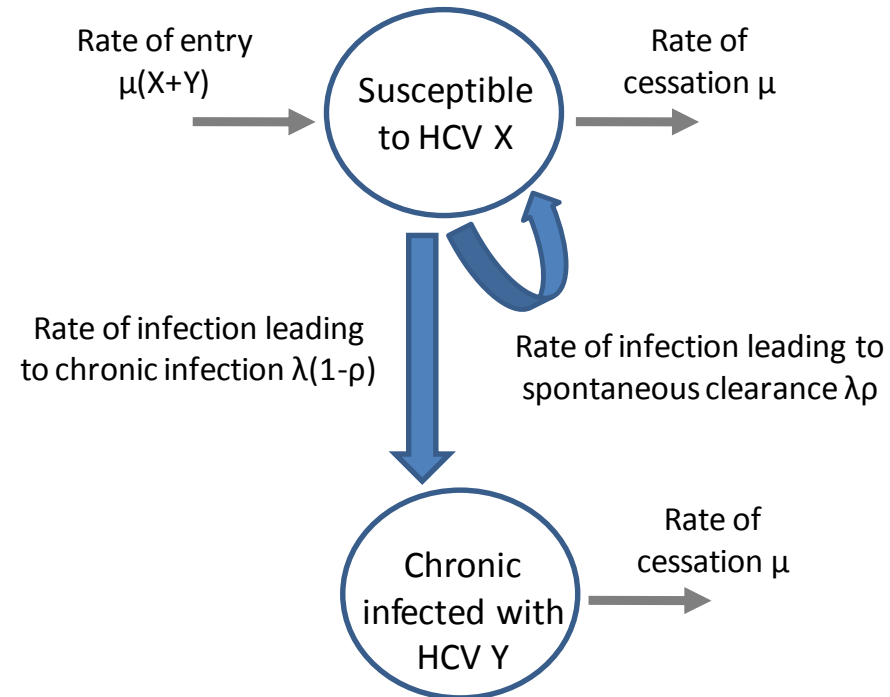 Rate of entry
μ(X+Y)
Susceptible
to HCV X
Rate of
cessation μ
Rate of infection leading
to chronic infection λ(1-ρ)
Rate of infection leading to
spontaneous clearance λρ
Chronic
infected with
HCV Y
Rate of
cessation μ